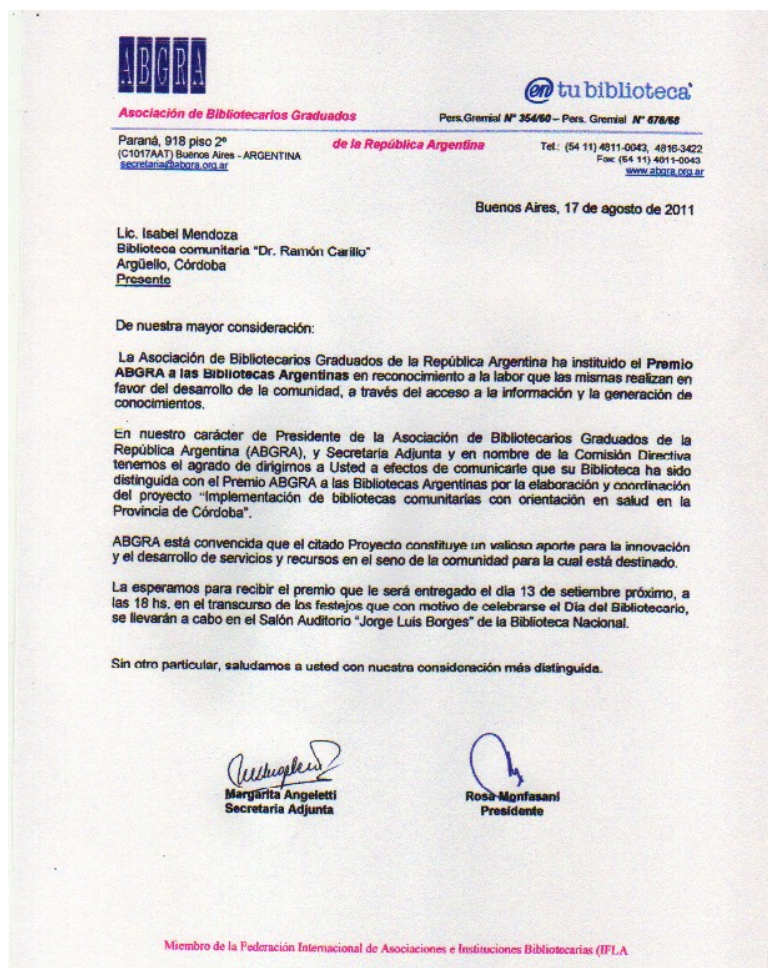 ABGRA
en tu biblioteca
Asociación de Bibliotecarios Graduados
Pers.Gremial Nº 354/60 – Pers. Gremial Nº 678/68
Paraná, 918 piso 2º
de la República Argentina
Tel.: (54 11) 4811-0043, 4816-3422
(C1017AAT) Buenos Aires - ARGENTINA
Fax: (54 11) 4011-0043
secretaria@abgra.org.ar
www.abgra.org.ar
Buenos Aires, 17 de agosto de 2011
Lic. Isabel Mendoza
Biblioteca comunitaria "Dr. Ramón Carillo"
Argüello, Córdoba
Presente
De nuestra mayor consideración:
La Asociación de Bibliotecarios Graduados de la República Argentina ha instituido el Premio
ABGRA a las Bibliotecas Argentinas en reconocimiento a la labor que las mismas realizan en
favor del desarrollo de la comunidad, a través del acceso a la información y la generación de
conocimientos.
En nuestro carácter de Presidente de la Asociación de Bibliotecarios Graduados de la
República Argentina (ABGRA), y Secretaria Adjunta y en nombre de la Comisión Directiva
tenemos el agrado de dirigirnos a Usted a efectos de comunicarle que su Biblioteca ha sido
distinguida con el Premio ABGRA a las Bibliotecas Argentinas por la elaboración y coordinación
del proyecto "Implementación de bibliotecas comunitarias con orientación en salud en la
Provincia de Córdoba".
ABGRA está convencida que el citado Proyecto constituye un valioso aporte para la innovación
y el desarrollo de servicios y recursos en el seno de la comunidad para la cual está destinado.
La esperamos para recibir el premio que le será entregado el día 13 de setiembre próximo, a
las 18 hs. en el transcurso de los festejos que con motivo de celebrarse el Día del Bibliotecario,
se llevarán a cabo en el Salón Auditorio "Jorge Luis Borges" de la Biblioteca Nacional.
Sin otro particular, saludamos a usted con nuestra consideración más distinguida.
Margarita Angeletti
Secretaria Adjunta
Rosa Monfasani
Presidente
Miembro de la Federación Internacional de Asociaciones e Instituciones Bibliotecarias (IFLA